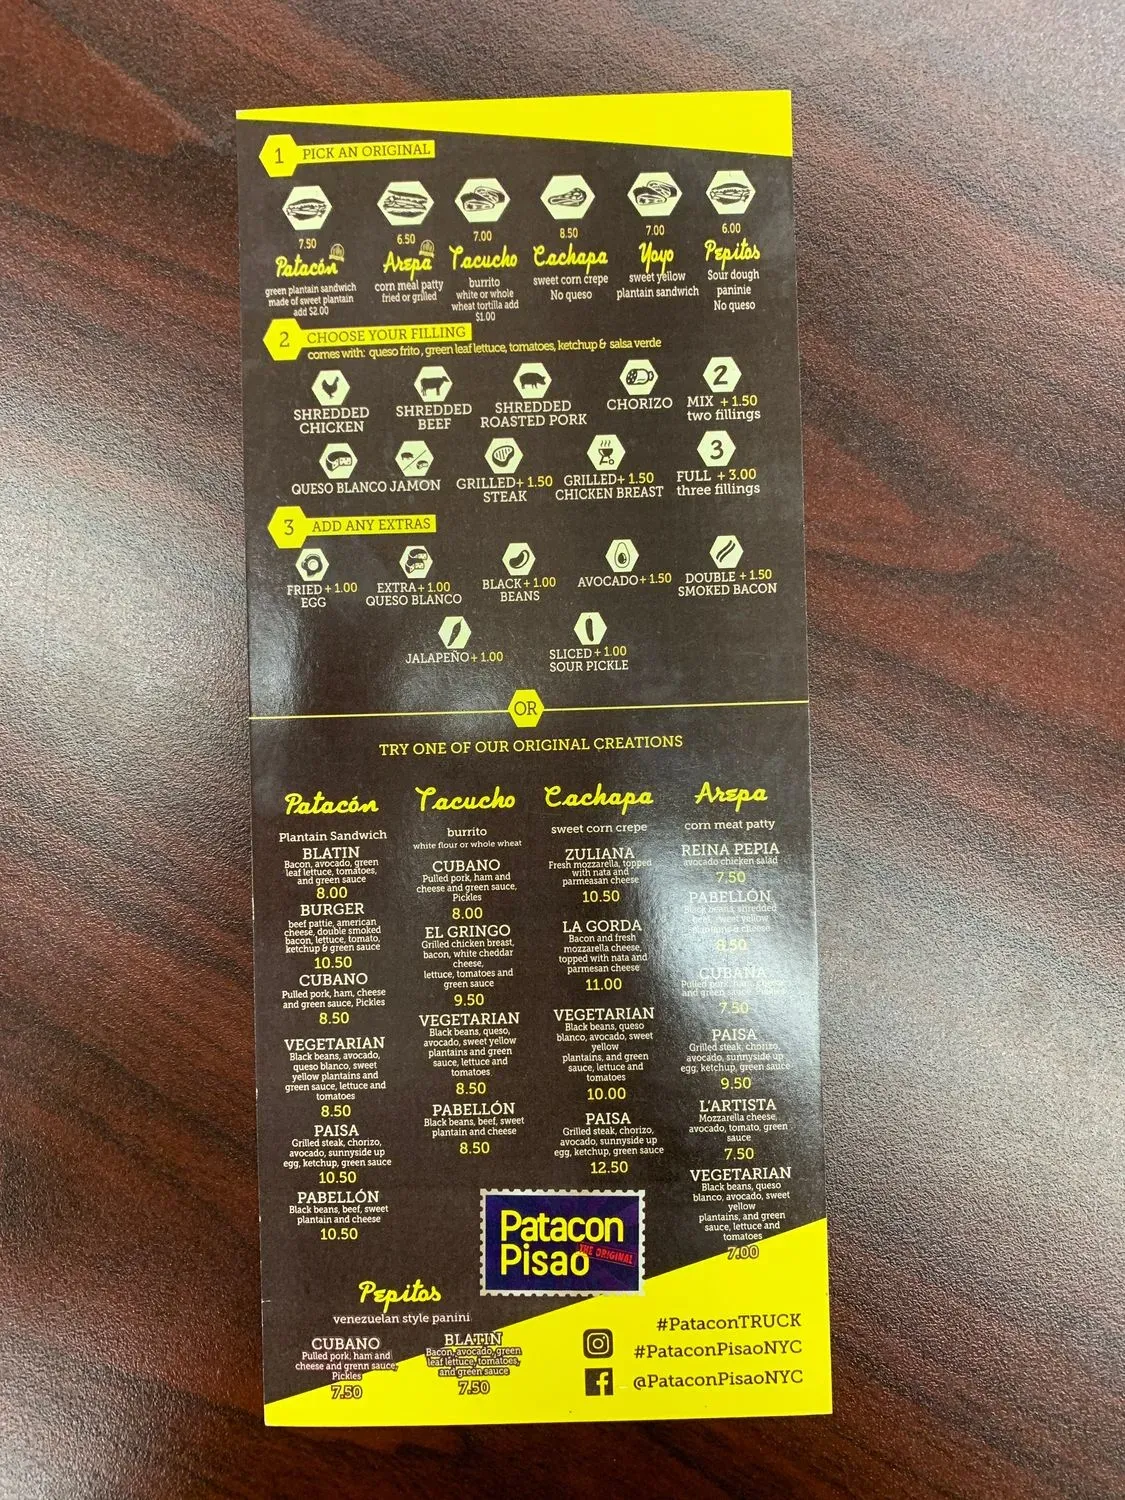 1 PICK AN ORIGINAL
7.50
Patacón
green plantain sandwich
made of sweet plantain
add $2.00
6.50
Arepa
corn meal patty
fried or grilled
7.00
Tacucho
burrito
white or whole
wheat tortilla add
$1.00
8.50
Cachapa
sweet corn crepe
No queso
7.00
Yoyo
sweet yellow
plantain sandwich
6.00
Pepitos
Sour dough
paninie
No queso
2 CHOOSE YOUR FILLING
comes with: queso frito, green leaf lettuce, tomatoes, ketchup & salsa verde
SHREDDED
CHICKEN
SHREDDED
BEEF
SHREDDED
ROASTED PORK
CHORIZO
2
MIX +1.50
two fillings
QUESO BLANCO
JAMON
GRILLED +1.50
STEAK
GRILLED +1.50
CHICKEN BREAST
3
FULL +3.00
three fillings
3 ADD ANY EXTRAS
FRIED +1.00
EGG
EXTRA +1.00
QUESO BLANCO
BLACK +1.00
BEANS
AVOCADO +1.50
DOUBLE +1.50
SMOKED BACON
JALAPEÑO +1.00
SLICED +1.00
SOUR PICKLE
OR
TRY ONE OF OUR ORIGINAL CREATIONS
Patacón
Plantain Sandwich
BLATIN
Bacon, avocado, green
leaf lettuce, tomatoes,
and green sauce
8.00
BURGER
beef pattie, american
cheese, double smoked
bacon, lettuce, tomato,
ketchup & green sauce
10.50
CUBANO
Pulled pork, ham, cheese
and green sauce, Pickles
8.50
VEGETARIAN
Black beans, avocado,
queso blanco, sweet
yellow plantains and
green sauce, lettuce and
tomatoes
8.50
PAISA
Grilled steak, chorizo,
avocado, sunnyside up
egg, ketchup, green sauce
10.50
PABELLÓN
Black beans, beef, sweet
plantain and cheese
10.50
Tacucho
burrito
white flour or whole wheat
CUBANO
Pulled pork, ham and
cheese and green sauce,
Pickles
8.00
EL GRINGO
Grilled chicken breast,
bacon, white cheddar
cheese,
lettuce, tomatoes and
green sauce
9.50
VEGETARIAN
Black beans, queso,
avocado, sweet yellow
plantains and green
sauce, lettuce and
tomatoes
8.50
PABELLÓN
Black beans, beef, sweet
plantain and cheese
8.50
Cachapa
sweet corn crepe
ZULIANA
Fresh mozzarella, topped
with nata and
parmeasan cheese
10.50
LA GORDA
Bacon and fresh
mozzarella cheese,
topped with nata and
parmesan cheese
11.00
VEGETARIAN
Black beans, queso
blanco, avocado, sweet
yellow
plantains, and green
sauce, lettuce and
tomatoes
10.00
PAISA
Grilled steak, chorizo,
avocado, sunnyside up
egg, ketchup, green sauce
12.50
Arepa
corn meat patty
REINA PEPIA
avocado chicken salad
7.50
PABELLÓN
Black beans, shredded
beef, sweet yellow
plantains & cheese
8.50
CUBANA
Pulled pork, ham,
and green sauce,
7.50
PAISA
Grilled steak, chorizo,
avocado, sunnyside up
egg, ketchup, green sauce
9.50
L'ARTISTA
Mozzarella cheese,
avocado, tomato, green
sauce
7.50
VEGETARIAN
Black beans, queso
blanco, avocado, sweet
yellow
plantains, and green
sauce, lettuce and
tomatoes
7.00
Patacon
Pisao
THE ORIGINAL
Pepitos
venezuelan style panini
CUBANO
Pulled pork, ham and
cheese and grenn sauce,
Pickles
7.50
BLATIN
Bacon, avocado, green
leaf lettuce, tomatoes,
and green sauce
7.50
#PataconTRUCK
#PataconPisaoNYC
@PataconPisaoNYC